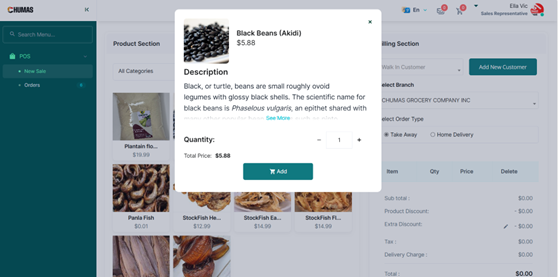 CHUMAS
En
0
0
Ella Vic
Sales Representative
Search Menu...
POS
New Sale
Orders
0
Product Section
All Categories
Plantain flo...
$19.99
Panla Fish
$0.01
StockFish He...
$12.99
StockFish Ea...
$14.99
StockFish Fl...
$14.99
×
Black Beans (Akidi)
$5.88
Description
Black, or turtle, beans are small roughly ovoid
legumes with glossy black shells. The scientific name for
black beans is Phaselous vulgaris, an epithet shared with
See More
Quantity:
− 1 +
Total Price: $5.88
Add
Billing Section
Walk In Customer
Add New Customer
Select Branch
CHUMAS GROCERY COMPANY INC
Select Order Type
Take Away Home Delivery
Item Qty Price Delete
Sub total : $0.00
Product Discount: - $0.00
Extra Discount: - $0.00
Tax : $0.00
Delivery Charge : $0.00
Total : $0.00